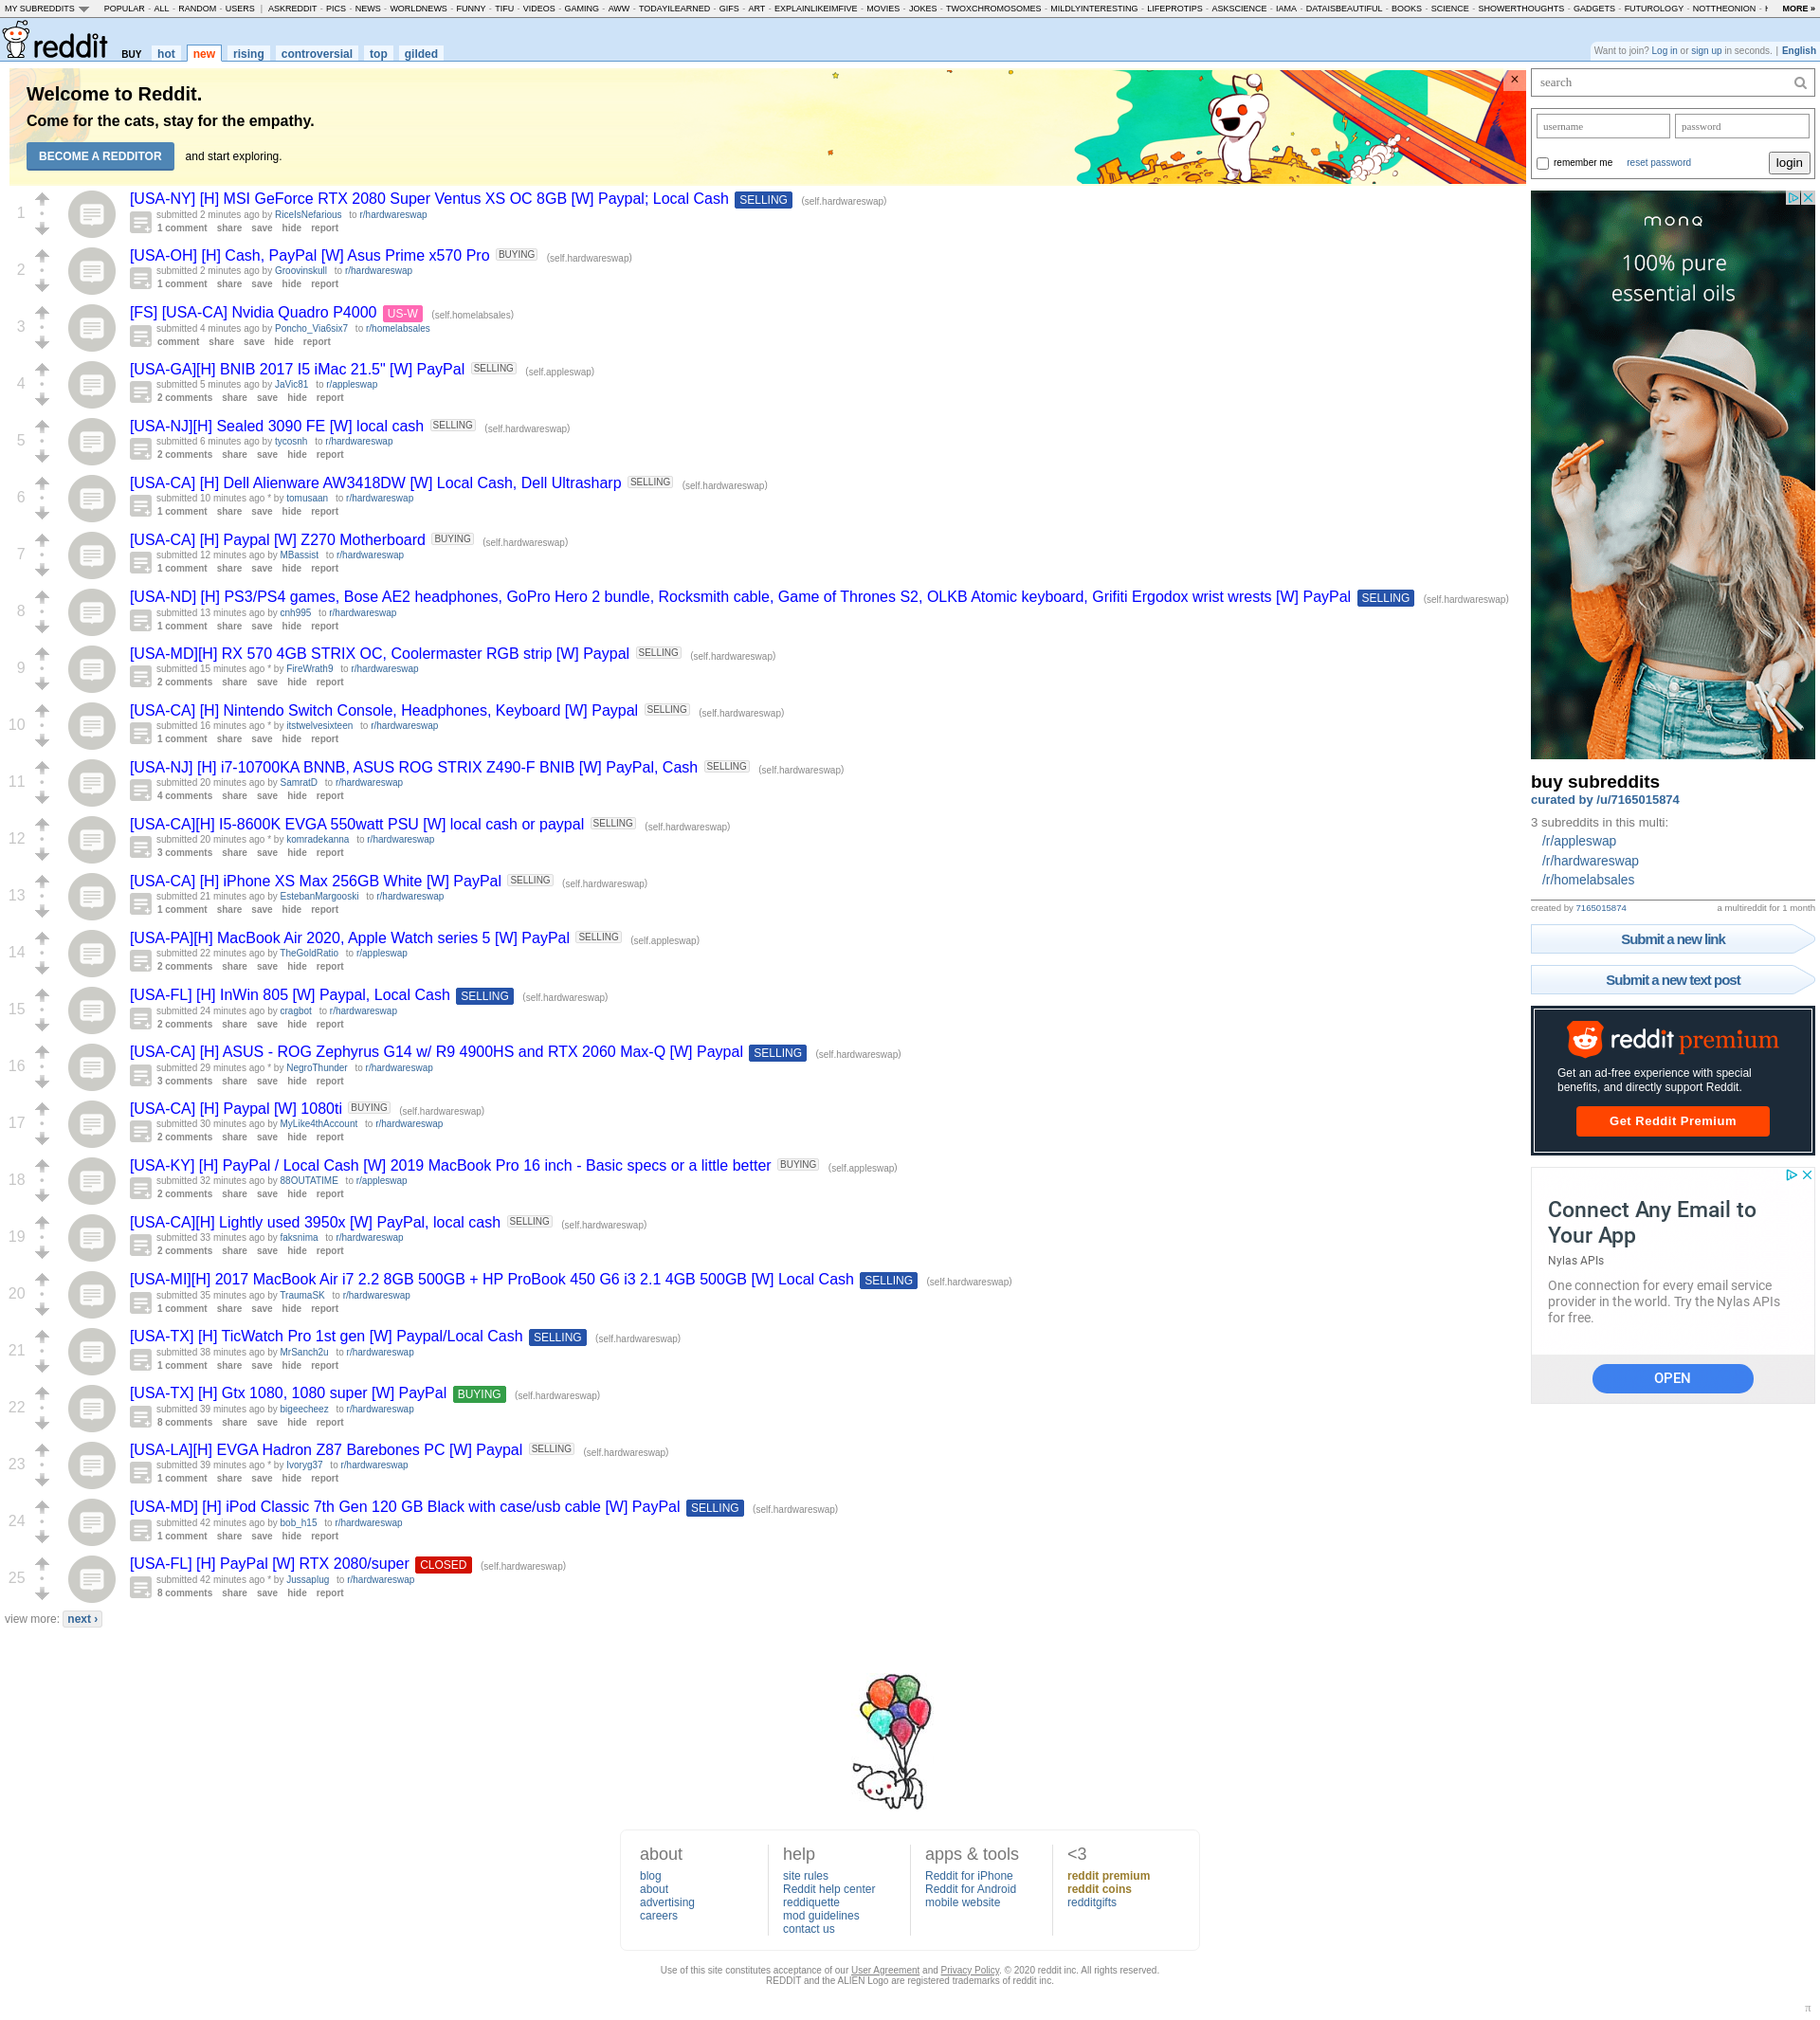 MY SUBREDDITS POPULAR - ALL - RANDOM - USERS | ASKREDDIT - PICS - NEWS - WORLDNEWS - FUNNY - TIFU - VIDEOS - GAMING - AWW - TODAYILEARNED - GIFS - ART - EXPLAINLIKEIMFIVE - MOVIES - JOKES - TWOXCHROMOSOMES - MILDLYINTERESTING - LIFEPROTIPS - ASKSCIENCE - IAMA - DATAISBEAUTIFUL - BOOKS - SCIENCE - SHOWERTHOUGHTS - GADGETS - FUTUROLOGY - NOTTHEONION - MORE »
reddit BUY hot new rising controversial top gilded
Want to join? Log in or sign up in seconds. | English
Welcome to Reddit.
Come for the cats, stay for the empathy.
BECOME A REDDITOR and start exploring.
1 [USA-NY] [H] MSI GeForce RTX 2080 Super Ventus XS OC 8GB [W] Paypal; Local Cash SELLING (self.hardwareswap)
submitted 2 minutes ago by RiceIsNefarious to r/hardwareswap
1 comment share save hide report
2 [USA-OH] [H] Cash, PayPal [W] Asus Prime x570 Pro BUYING (self.hardwareswap)
submitted 2 minutes ago by Groovinskull to r/hardwareswap
1 comment share save hide report
3 [FS] [USA-CA] Nvidia Quadro P4000 US-W (self.homelabsales)
submitted 4 minutes ago by Poncho_Via6six7 to r/homelabsales
comment share save hide report
4 [USA-GA][H] BNIB 2017 I5 iMac 21.5" [W] PayPal SELLING (self.appleswap)
submitted 5 minutes ago by JaVic81 to r/appleswap
2 comments share save hide report
5 [USA-NJ][H] Sealed 3090 FE [W] local cash SELLING (self.hardwareswap)
submitted 6 minutes ago by tycosnh to r/hardwareswap
2 comments share save hide report
6 [USA-CA] [H] Dell Alienware AW3418DW [W] Local Cash, Dell Ultrasharp SELLING (self.hardwareswap)
submitted 10 minutes ago * by tomusaan to r/hardwareswap
1 comment share save hide report
7 [USA-CA] [H] Paypal [W] Z270 Motherboard BUYING (self.hardwareswap)
submitted 12 minutes ago by MBassist to r/hardwareswap
1 comment share save hide report
8 [USA-ND] [H] PS3/PS4 games, Bose AE2 headphones, GoPro Hero 2 bundle, Rocksmith cable, Game of Thrones S2, OLKB Atomic keyboard, Grifiti Ergodox wrist wrests [W] PayPal SELLING (self.hardwareswap)
submitted 13 minutes ago by cnh995 to r/hardwareswap
1 comment share save hide report
9 [USA-MD][H] RX 570 4GB STRIX OC, Coolermaster RGB strip [W] Paypal SELLING (self.hardwareswap)
submitted 15 minutes ago * by FireWrath9 to r/hardwareswap
2 comments share save hide report
10 [USA-CA] [H] Nintendo Switch Console, Headphones, Keyboard [W] Paypal SELLING (self.hardwareswap)
submitted 16 minutes ago * by itstwelvesixteen to r/hardwareswap
1 comment share save hide report
11 [USA-NJ] [H] i7-10700KA BNNB, ASUS ROG STRIX Z490-F BNIB [W] PayPal, Cash SELLING (self.hardwareswap)
submitted 20 minutes ago by SamratD to r/hardwareswap
4 comments share save hide report
12 [USA-CA][H] I5-8600K EVGA 550watt PSU [W] local cash or paypal SELLING (self.hardwareswap)
submitted 20 minutes ago * by komradekanna to r/hardwareswap
3 comments share save hide report
13 [USA-CA] [H] iPhone XS Max 256GB White [W] PayPal SELLING (self.hardwareswap)
submitted 21 minutes ago by EstebanMargooski to r/hardwareswap
1 comment share save hide report
14 [USA-PA][H] MacBook Air 2020, Apple Watch series 5 [W] PayPal SELLING (self.appleswap)
submitted 22 minutes ago by TheGoldRatio to r/appleswap
2 comments share save hide report
15 [USA-FL] [H] InWin 805 [W] Paypal, Local Cash SELLING (self.hardwareswap)
submitted 24 minutes ago by cragbot to r/hardwareswap
2 comments share save hide report
16 [USA-CA] [H] ASUS - ROG Zephyrus G14 w/ R9 4900HS and RTX 2060 Max-Q [W] Paypal SELLING (self.hardwareswap)
submitted 29 minutes ago * by NegroThunder to r/hardwareswap
3 comments share save hide report
17 [USA-CA] [H] Paypal [W] 1080ti BUYING (self.hardwareswap)
submitted 30 minutes ago by MyLike4thAccount to r/hardwareswap
2 comments share save hide report
18 [USA-KY] [H] PayPal / Local Cash [W] 2019 MacBook Pro 16 inch - Basic specs or a little better BUYING (self.appleswap)
submitted 32 minutes ago by 88OUTATIME to r/appleswap
2 comments share save hide report
19 [USA-CA][H] Lightly used 3950x [W] PayPal, local cash SELLING (self.hardwareswap)
submitted 33 minutes ago by faksnima to r/hardwareswap
2 comments share save hide report
20 [USA-MI][H] 2017 MacBook Air i7 2.2 8GB 500GB + HP ProBook 450 G6 i3 2.1 4GB 500GB [W] Local Cash SELLING (self.hardwareswap)
submitted 35 minutes ago by TraumaSK to r/hardwareswap
1 comment share save hide report
21 [USA-TX] [H] TicWatch Pro 1st gen [W] Paypal/Local Cash SELLING (self.hardwareswap)
submitted 38 minutes ago by MrSanch2u to r/hardwareswap
1 comment share save hide report
22 [USA-TX] [H] Gtx 1080, 1080 super [W] PayPal BUYING (self.hardwareswap)
submitted 39 minutes ago by bigeecheez to r/hardwareswap
8 comments share save hide report
23 [USA-LA][H] EVGA Hadron Z87 Barebones PC [W] Paypal SELLING (self.hardwareswap)
submitted 39 minutes ago * by Ivoryg37 to r/hardwareswap
1 comment share save hide report
24 [USA-MD] [H] iPod Classic 7th Gen 120 GB Black with case/usb cable [W] PayPal SELLING (self.hardwareswap)
submitted 42 minutes ago by bob_h15 to r/hardwareswap
1 comment share save hide report
25 [USA-FL] [H] PayPal [W] RTX 2080/super CLOSED (self.hardwareswap)
submitted 42 minutes ago * by Jussaplug to r/hardwareswap
8 comments share save hide report
view more: next ›
search
username password
remember me reset password login
monq
100% pure
essential oils
buy subreddits
curated by /u/7165015874
3 subreddits in this multi:
/r/appleswap
/r/hardwareswap
/r/homelabsales
created by 7165015874 a multireddit for 1 month
Submit a new link
Submit a new text post
reddit premium
Get an ad-free experience with special
benefits, and directly support Reddit.
Get Reddit Premium
Connect Any Email to
Your App
Nylas APIs
One connection for every email service
provider in the world. Try the Nylas APIs
for free.
OPEN
about
blog
about
advertising
careers
help
site rules
Reddit help center
reddiquette
mod guidelines
contact us
apps & tools
Reddit for iPhone
Reddit for Android
mobile website
<3
reddit premium
reddit coins
redditgifts
Use of this site constitutes acceptance of our User Agreement and Privacy Policy. © 2020 reddit inc. All rights reserved.
REDDIT and the ALIEN Logo are registered trademarks of reddit inc.
π